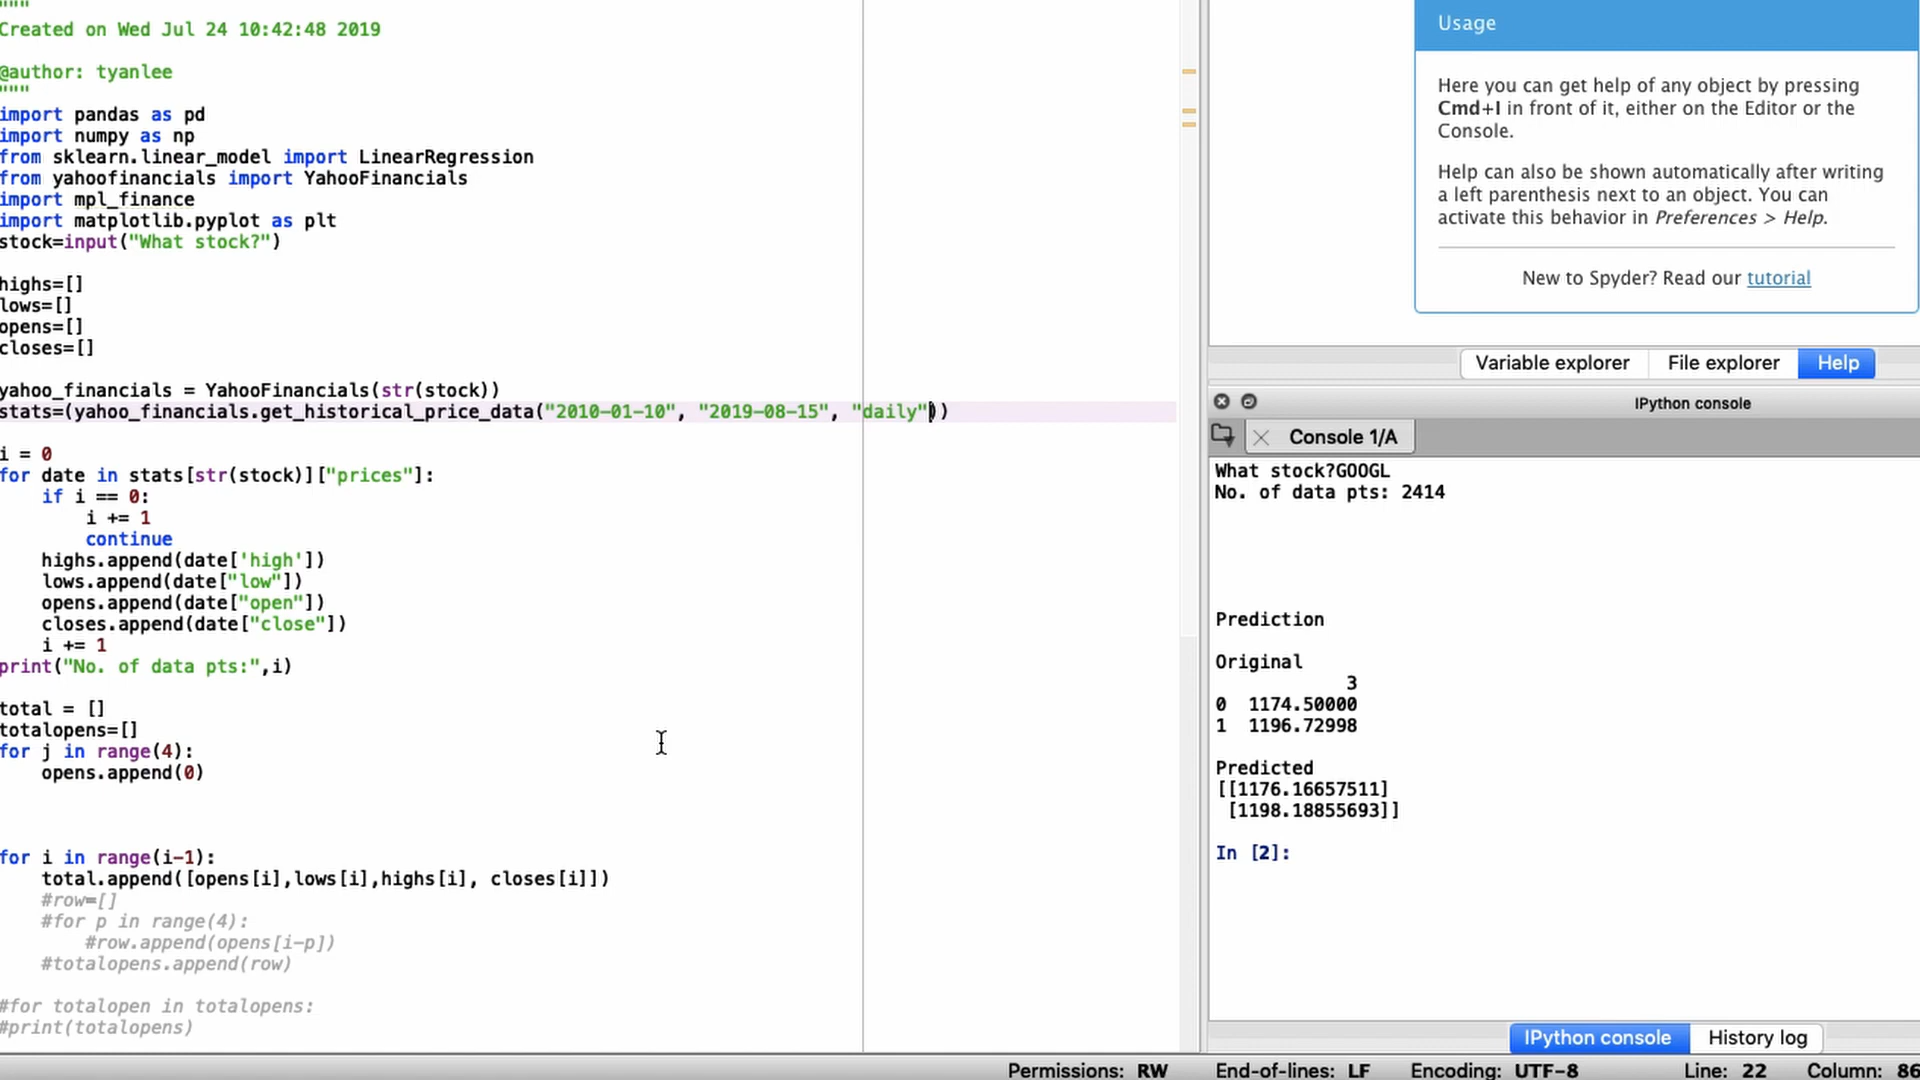 """
Created on Wed Jul 24 10:42:48 2019
@author: tyanlee
"""
import pandas as pd
import numpy as np
from sklearn.linear_model import LinearRegression
from yahoofinancials import YahooFinancials
import mpl_finance
import matplotlib.pyplot as plt
stock=input("What stock?")
highs=[]
lows=[]
opens=[]
closes=[]
yahoo_financials = YahooFinancials(str(stock))
stats=(yahoo_financials.get_historical_price_data("2010-01-10", "2019-08-15", "daily"))
i = 0
for date in stats[str(stock)]["prices"]:
    if i == 0:
        i += 1
        continue
    highs.append(date['high'])
    lows.append(date["low"])
    opens.append(date["open"])
    closes.append(date["close"])
    i += 1
print("No. of data pts:",i)
total = []
totalopens=[]
for j in range(4):
    opens.append(0)
for i in range(i-1):
    total.append([opens[i],lows[i],highs[i], closes[i]])
    #row=[]
    #for p in range(4):
        #row.append(opens[i-p])
    #totalopens.append(row)
#for totalopen in totalopens:
#print(totalopens)
Usage
Here you can get help of any object by pressing
Cmd+I in front of it, either on the Editor or the
Console.
Help can also be shown automatically after writing
a left parenthesis next to an object. You can
activate this behavior in Preferences > Help.
New to Spyder? Read our tutorial
Variable explorer File explorer Help
IPython console
Console 1/A
What stock?GOOGL
No. of data pts: 2414
Prediction
Original
3
0 1174.50000
1 1196.72998
Predicted
[[1176.16657511]
 [1198.18855693]]
In [2]:
IPython console History log
Permissions: RW End-of-lines: LF Encoding: UTF-8 Line: 22 Column: 86